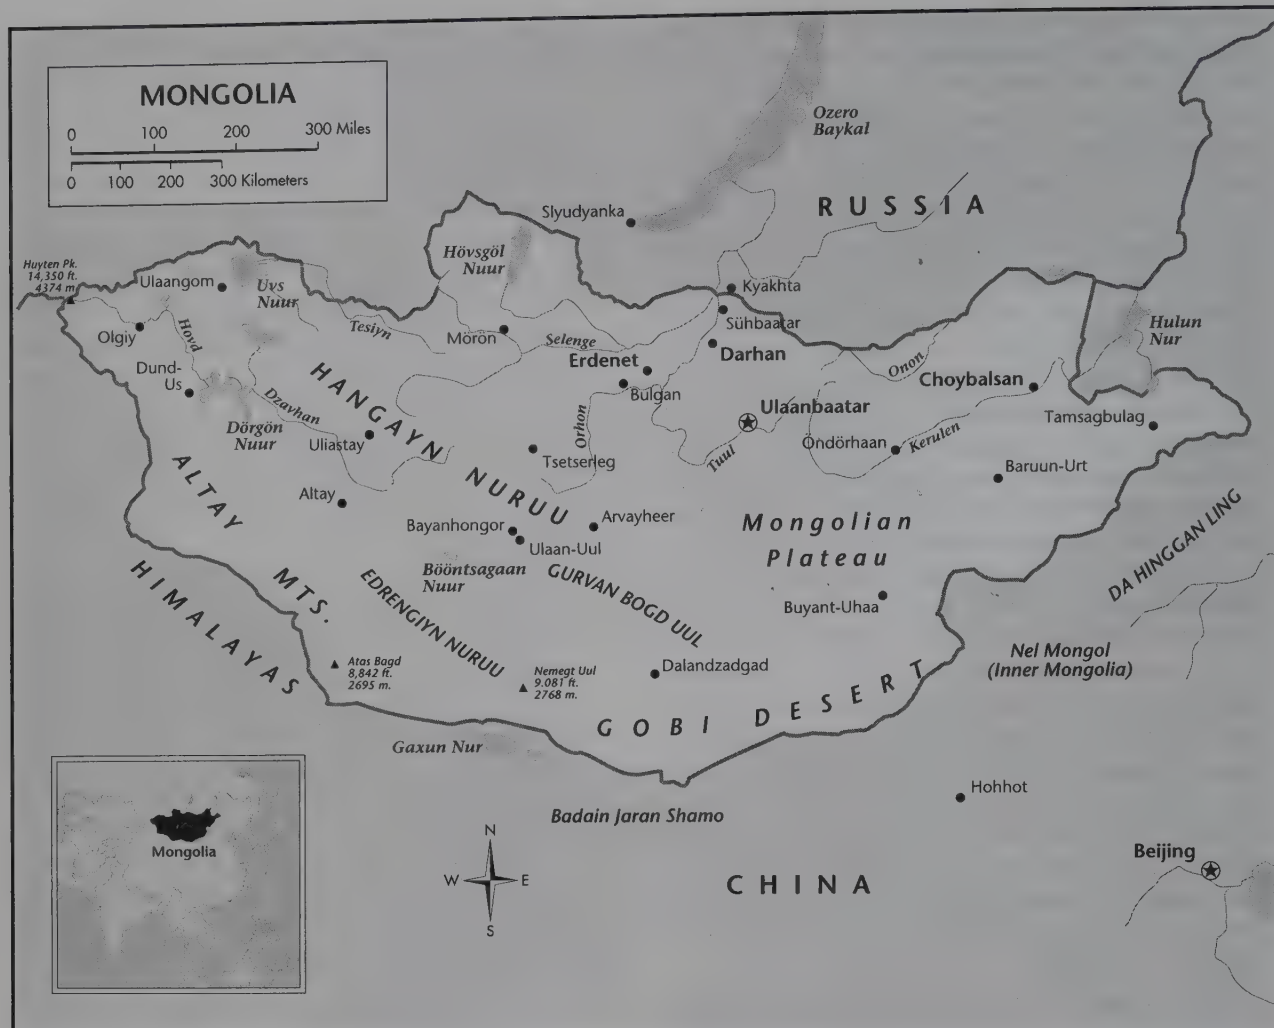 MONGOLIA
0 100 200 300 Miles
0 100 200 300 Kilometers
Ozero
Baykal
RUSSIA
Slyudyanka
Hövsgöl
Nuur
Huyten Pk.
14,350 ft.
4374 m
Ulaangom
Uvs
Nuur
Kyakhta
Sühbaatar
Olgiy
Hovd
Tesiyn
Mörön
Selenge
Darhan
Hulun
Nur
Dund-
Us
Erdenet
Bulgan
Onon
Choybalsan
HANGAYN NURUU
Dzavhan
Ulaanbaatar
Tamsagbulag
Dörgön
Nuur
Uliastay
Orhon
Tuul
Öndörhaan
Kerulen
Tsetserleg
Baruun-Urt
ALTAY MTS.
Altay
Bayanhongor
Arvayheer
Ulaan-Uul
Mongolian
Plateau
DA HINGGAN LING
HIMALAYAS
Bööntsagaan
Nuur
EDRENGIYN NURUU
GURVAN BOGD UUL
Buyant-Uhaa
Atas Bagd
8,842 ft.
2695 m.
Nemegt Uul
9.081 ft.
2768 m.
Dalandzadgad
Nel Mongol
(Inner Mongolia)
GOBI DESERT
Gaxun Nur
Hohhot
Badain Jaran Shamo
Mongolia
N
W E
S
CHINA
Beijing